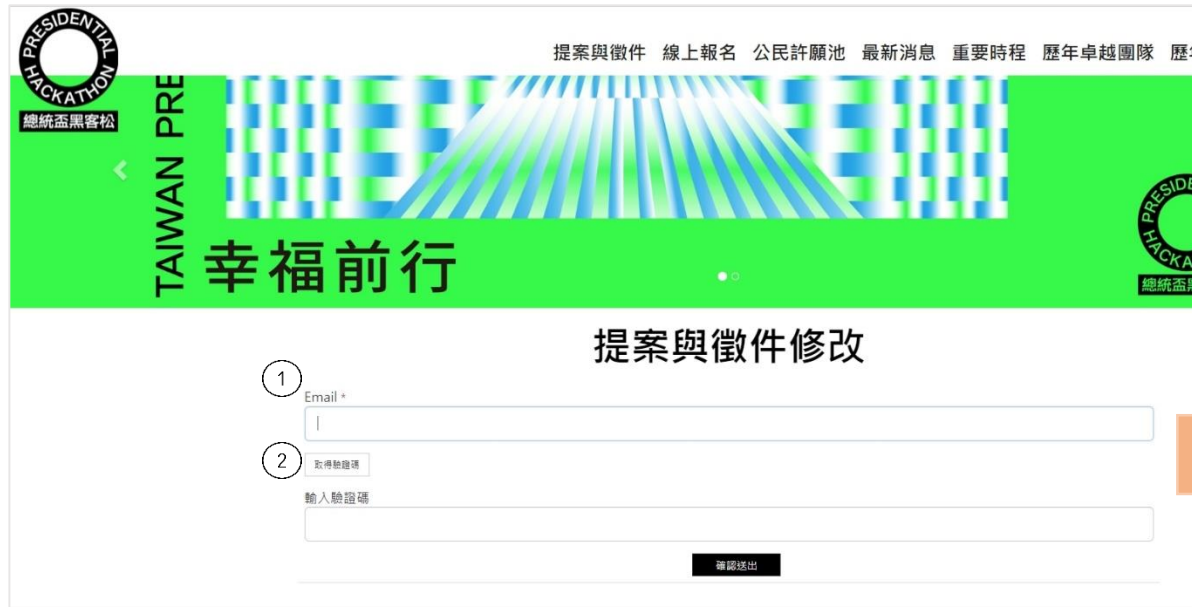 PRESIDENTIAL HACKATHON
總統盃黑客松
提案與徵件 線上報名 公民許願池 最新消息 重要時程 歷年卓越團隊
TAIWAN PRE
幸福前行
總統盃
提案與徵件修改
1
Email *
2
取得驗證碼
輸入驗證碼
確認送出